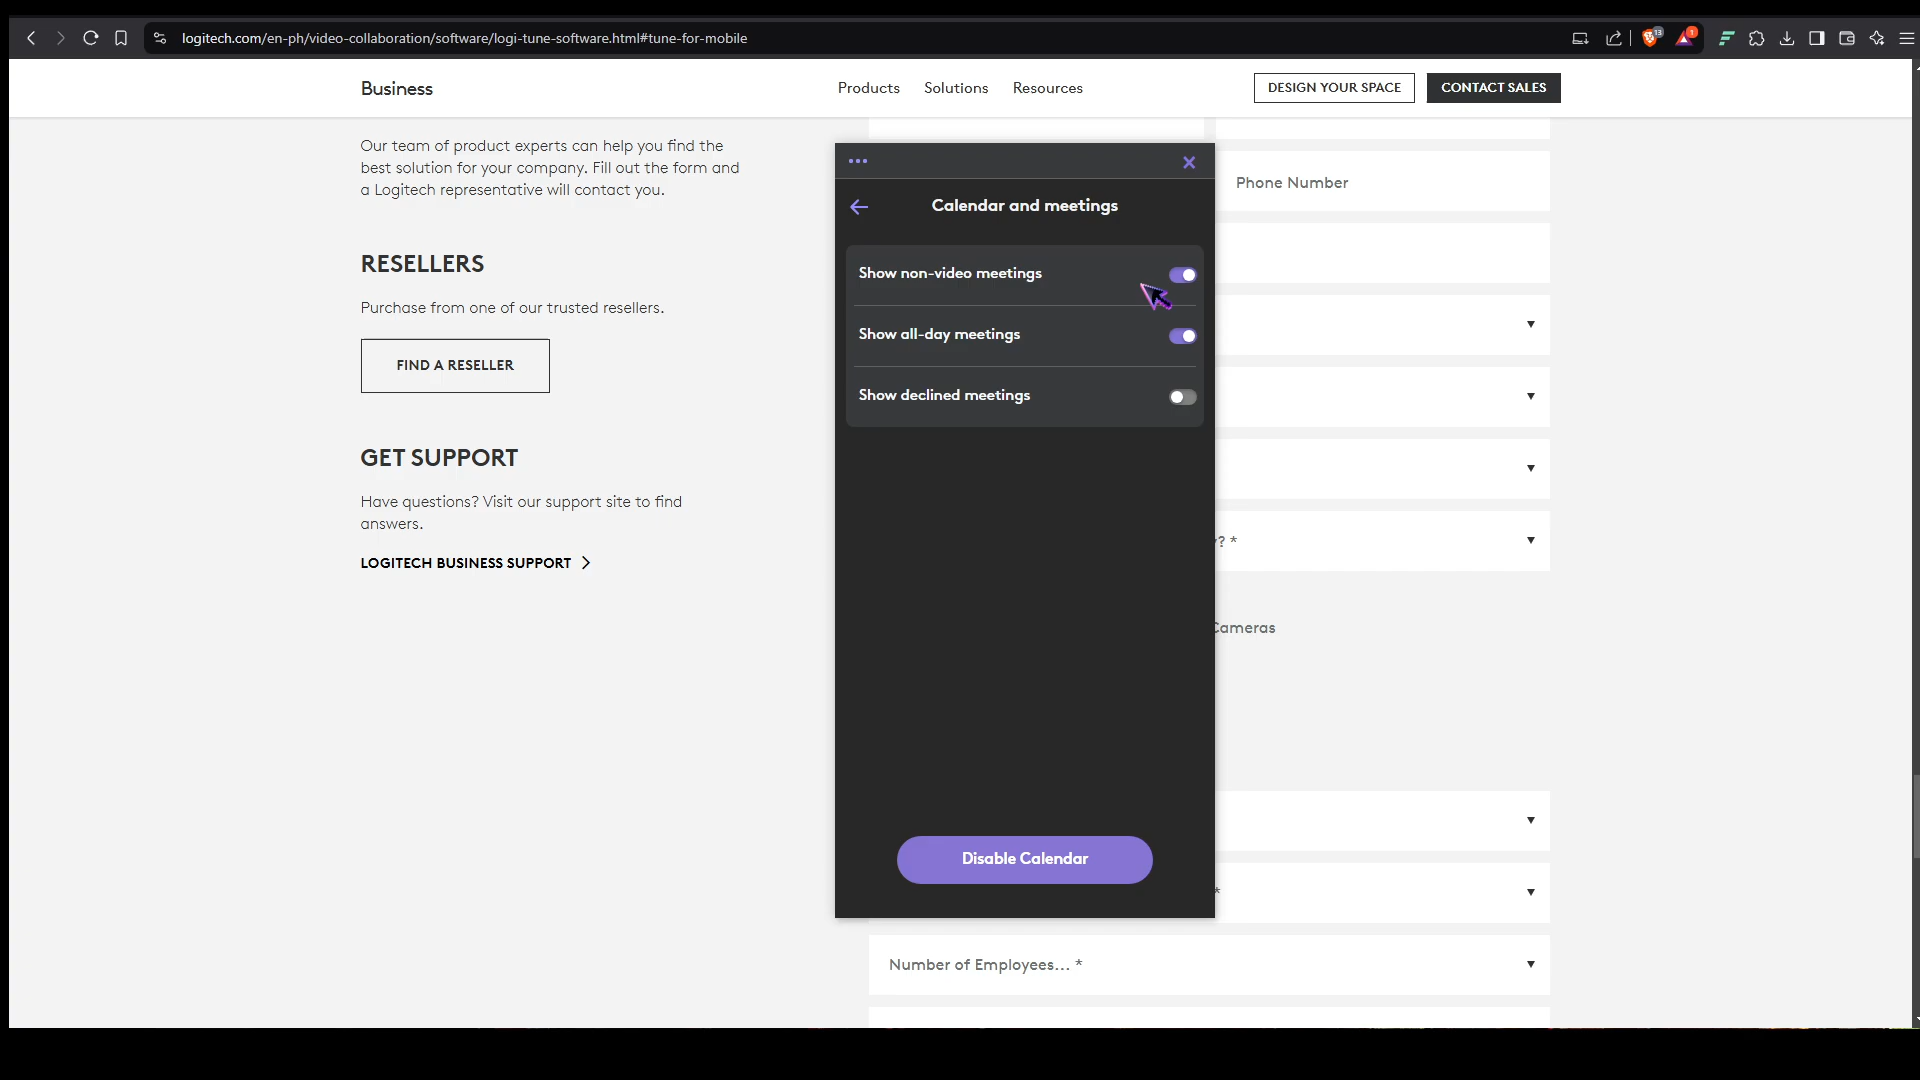 logitech.com/en-ph/video-collaboration/software/logi-tune-software.html#tune-for-mobile
13
1
Business
Products
Solutions
Resources
DESIGN YOUR SPACE
CONTACT SALES
Our team of product experts can help you find the
best solution for your company. Fill out the form and
a Logitech representative will contact you.
RESELLERS
Purchase from one of our trusted resellers.
FIND A RESELLER
GET SUPPORT
Have questions? Visit our support site to find
answers.
LOGITECH BUSINESS SUPPORT
Calendar and meetings
Show non-video meetings
Show all-day meetings
Show declined meetings
Disable Calendar
Phone Number
? *
Cameras
*
Number of Employees... *